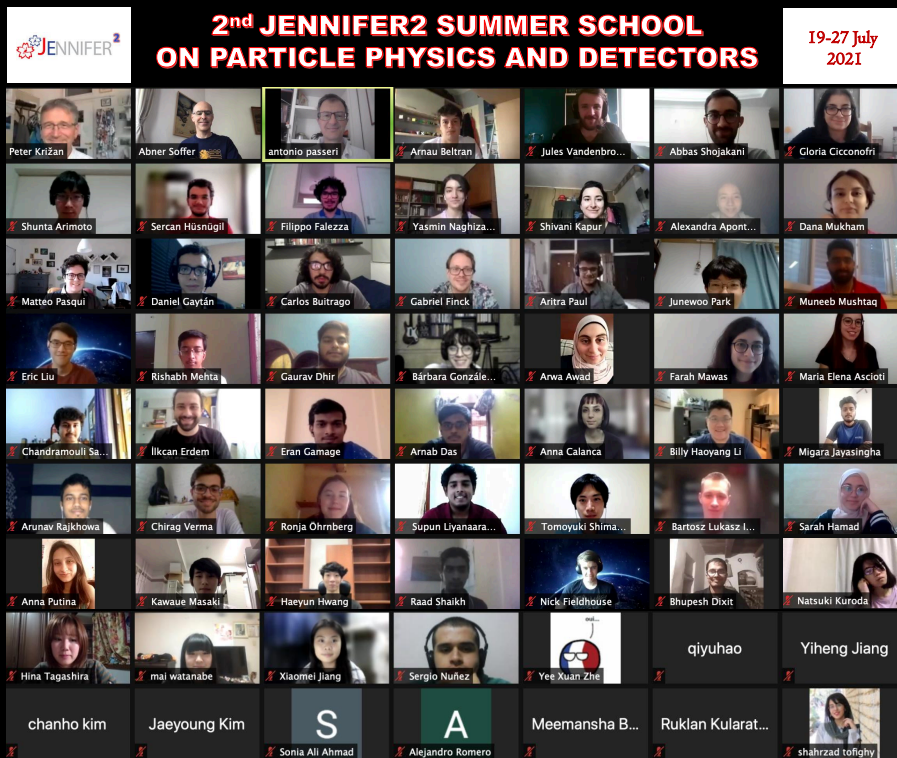 JENNIFER2
2nd JENNIFER2 SUMMER SCHOOL
ON PARTICLE PHYSICS AND DETECTORS
19-27 July
2021
Peter Križan
Abner Soffer
antonio passeri
Arnau Beltran
Jules Vandenbro...
Abbas Shojakani
Gloria Cicconofri
Shunta Arimoto
Sercan Hüsnügil
Filippo Falezza
Yasmin Naghiza...
Shivani Kapur
Alexandra Apont...
Dana Mukham
Matteo Pasqui
Daniel Gaytán
Carlos Buitrago
Gabriel Finck
Aritra Paul
Junewoo Park
Muneeb Mushtaq
Eric Liu
Rishabh Mehta
Gaurav Dhir
Bárbara Gonzále...
Arwa Awad
Farah Mawas
Maria Elena Ascioti
Chandramouli Sa...
Ilkcan Erdem
Eran Gamage
Arnab Das
Anna Calanca
Billy Haoyang Li
Migara Jayasingha
Arunav Rajkhowa
Chirag Verma
Ronja Öhrnberg
Supun Liyanaara...
Tomoyuki Shima...
Bartosz Lukasz I...
Sarah Hamad
Anna Putina
Kawaue Masaki
Haeyun Hwang
Raad Shaikh
Nick Fieldhouse
Bhupesh Dixit
Natsuki Kuroda
Hina Tagashira
mai watanabe
Xiaomei Jiang
Sergio Nuñez
oui...
Yee Xuan Zhe
qiyuhao
Yiheng Jiang
chanho kim
Jaeyoung Kim
S
Sonia Ali Ahmad
A
Alejandro Romero
Meemansha B...
Ruklan Kularat...
shahrzad tofighy